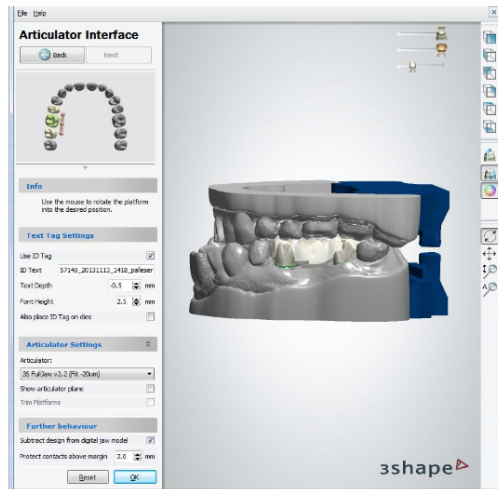 File Help
Articulator Interface
Back Next
Info
Use the mouse to rotate the platform
into the desired position.
Text Tag Settings
Use ID Tag
ID Text 57140_20131113_1418_palleser
Text Depth -0.5 mm
Font Height 2.5 mm
Also place ID Tag on dies
Articulator Settings
Articulator:
3S FullJaw v2.2 (Fit -20um)
Show articulator plane
Trim Platforms
Further behaviour
Subtract design from digital jaw model
Protect contacts above margin 2.0 mm
Reset OK
3shape